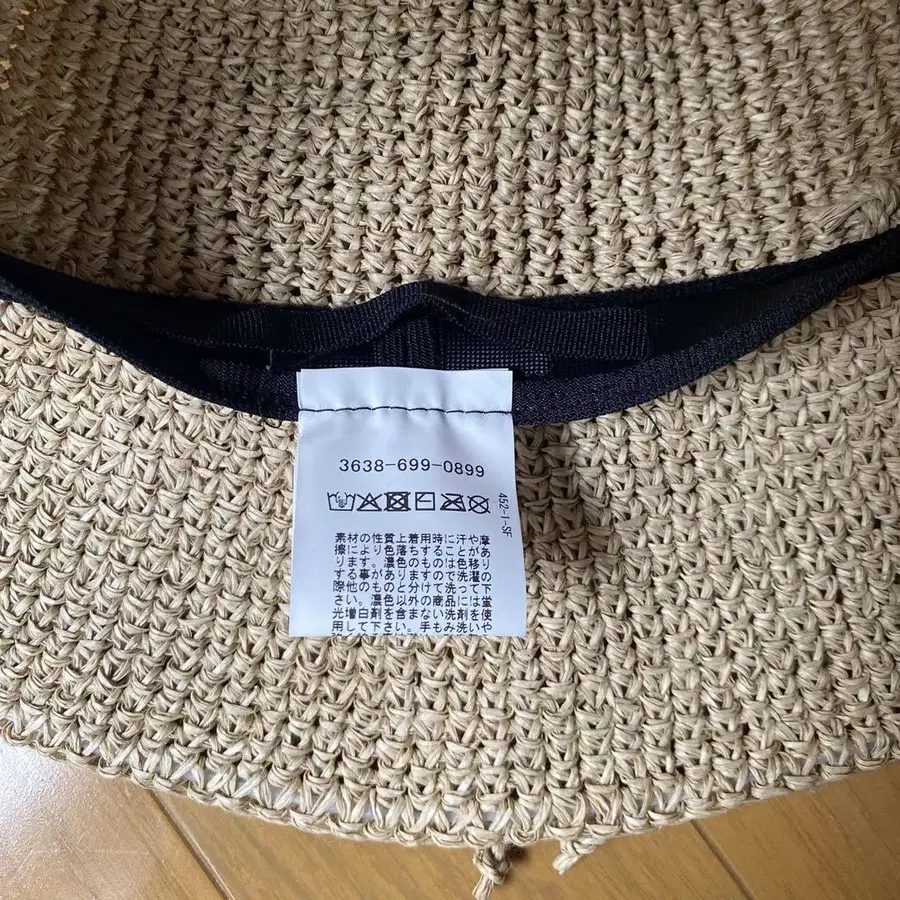 3638-699-0899
452-1-SF
素材の性質上着用時に汗や摩
擦により色落ちすることがあ
ります。濃色のものは色移り
する事がありますので洗濯の
際他のものと分けて洗って下
さい。濃色以外の商品には蛍
光増白剤を含まない洗剤を使
用して下さい。手もみ洗いや